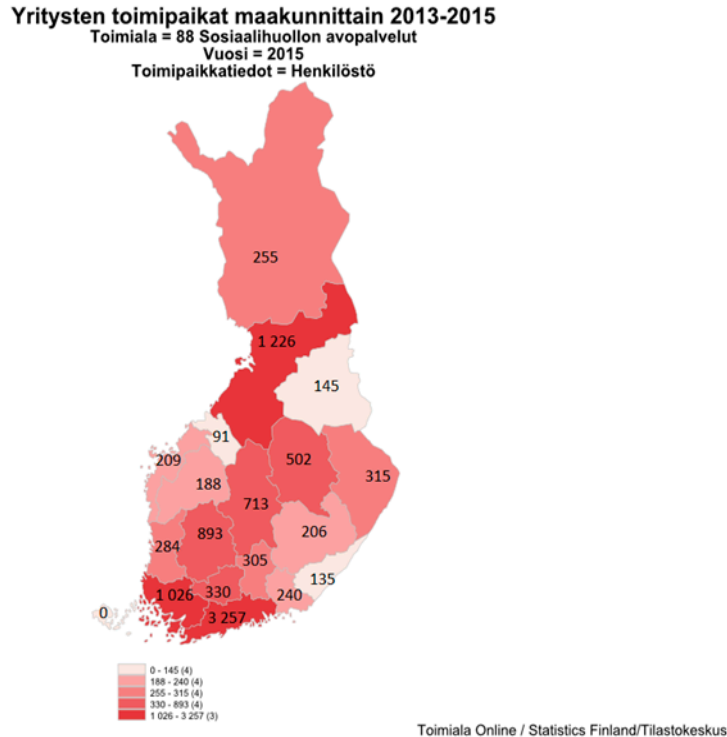 Yritysten toimipaikat maakunnittain 2013-2015
Toimiala = 88 Sosiaalihuollon avopalvelut
Vuosi = 2015
Toimipaikkatiedot = Henkilöstö
255
1 226
145
91
209
502
315
188
713
206
893
284
305
135
1 026
330
240
0
3 257
0 - 145 (4)
188 - 240 (4)
255 - 315 (4)
330 - 893 (4)
1 026 - 3 257 (3)
Toimiala Online / Statistics Finland/Tilastokeskus